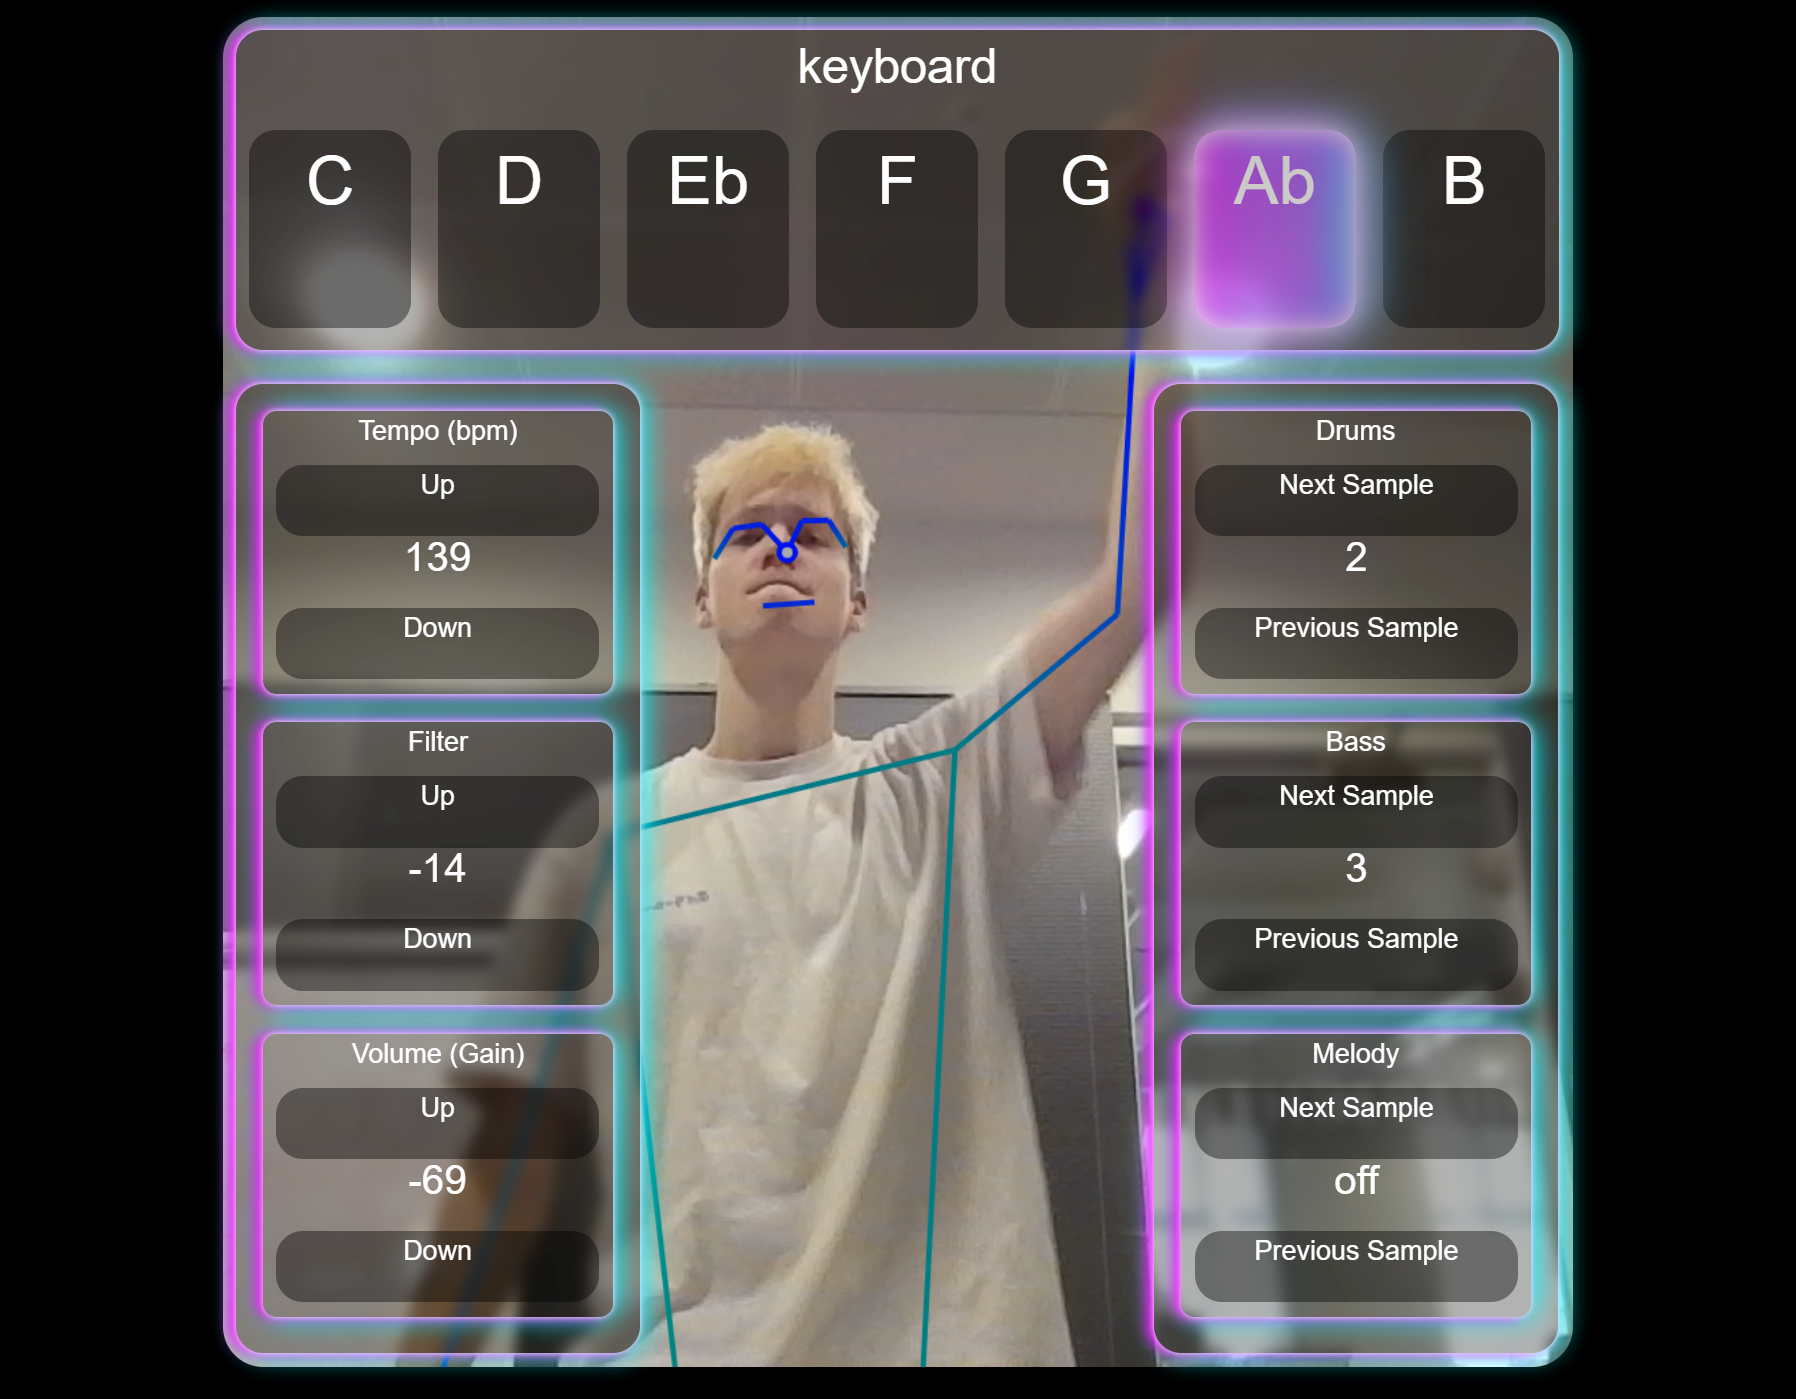 keyboard
C D Eb F G Ab B
Tempo (bpm)
Up
139
Down
Filter
Up
-14
Down
Volume (Gain)
Up
-69
Down
Drums
Next Sample
2
Previous Sample
Bass
Next Sample
3
Previous Sample
Melody
Next Sample
off
Previous Sample